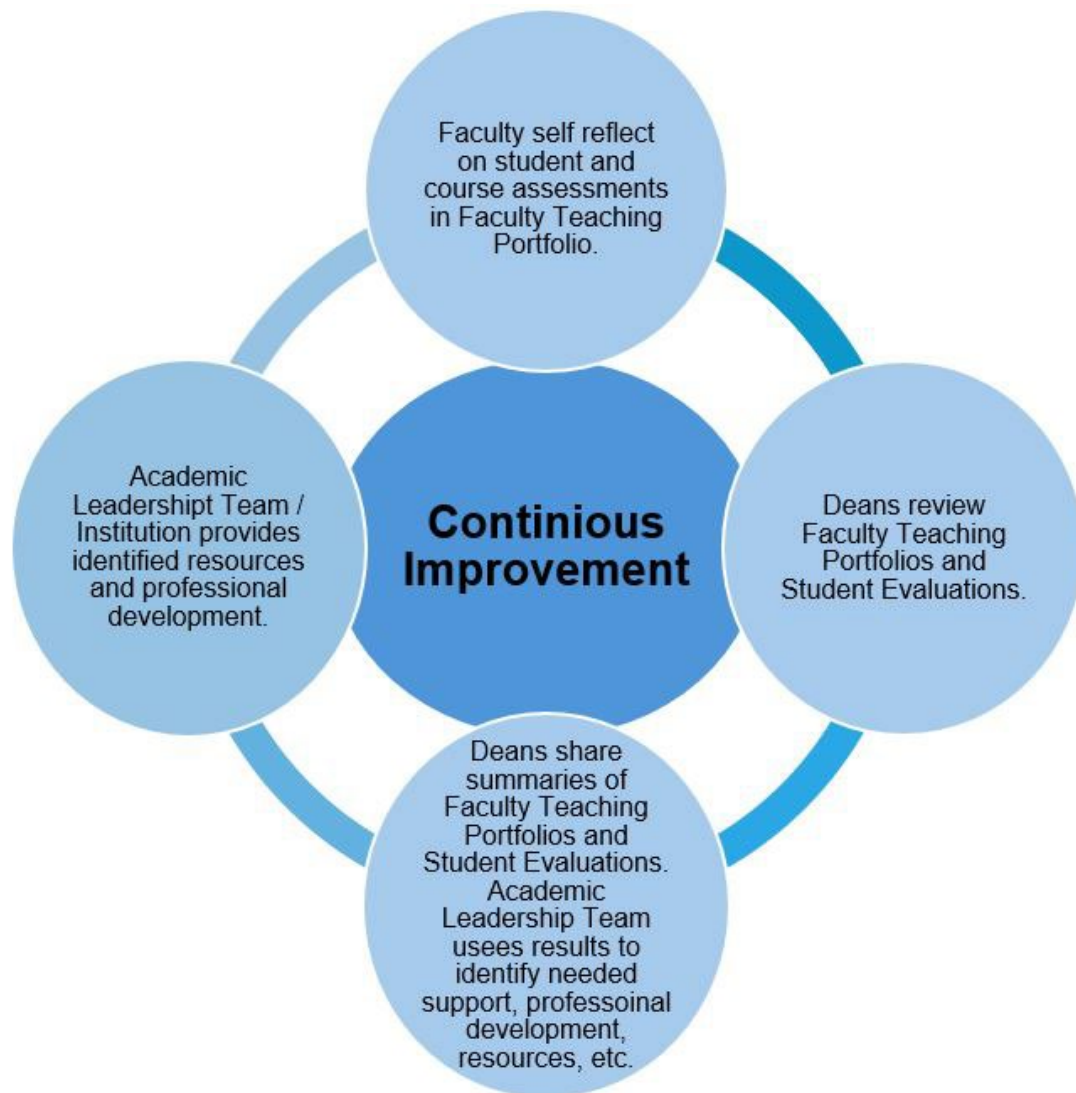 Faculty self reflect
on student and
course assessments
in Faculty Teaching
Portfolio.
Academic
Leadershipt Team /
Institution provides
identified resources
and professional
development.
Continious
Improvement
Deans review
Faculty Teaching
Portfolios and
Student Evaluations.
Deans share
summaries of
Faculty Teaching
Portfolios and
Student Evaluations.
Academic
Leadership Team
usees results to
identify needed
support, professoinal
development,
resources, etc.